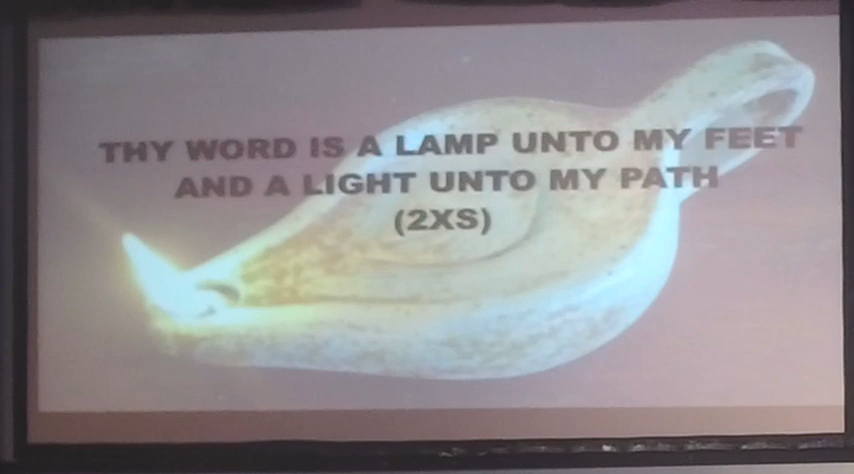 THY WORD IS A LAMP UNTO MY FEET
AND A LIGHT UNTO MY PATH
(2XS)